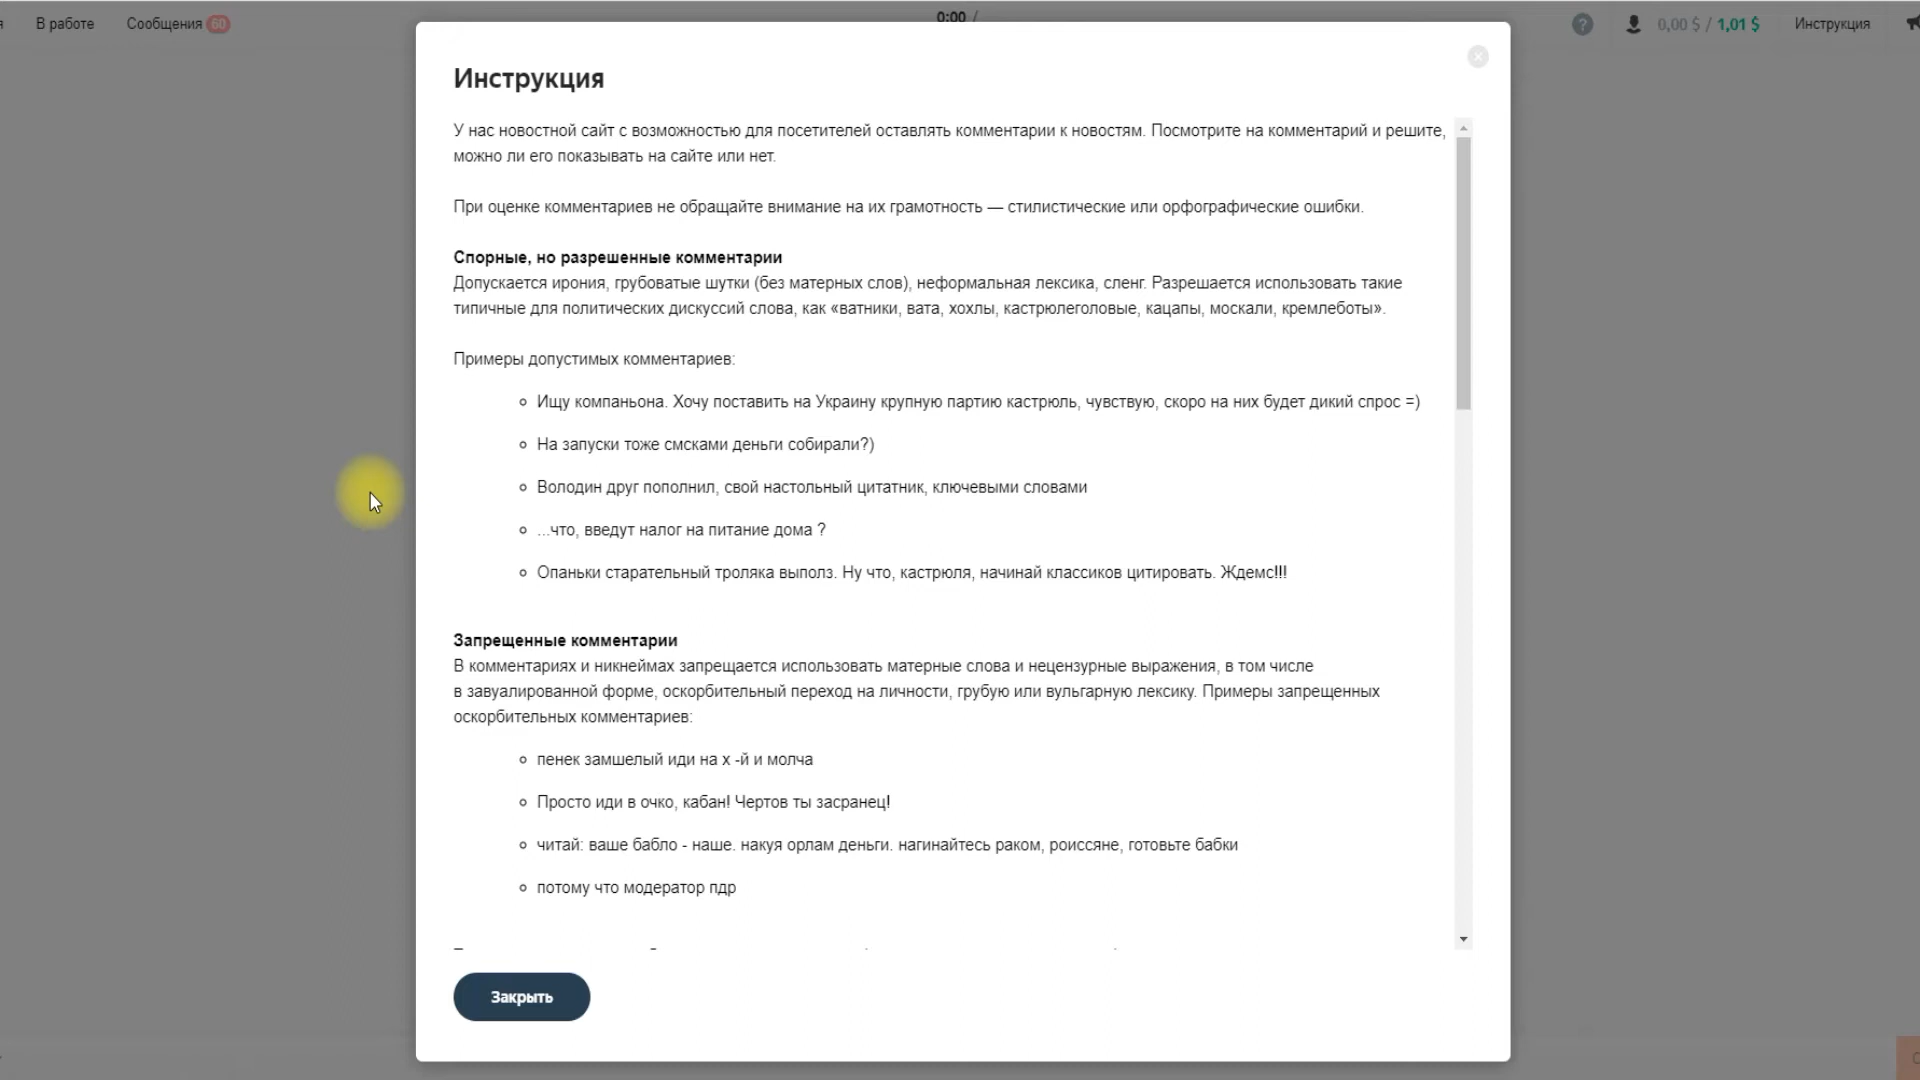 В работе
Сообщения 60
0:00 /
0,00 $ / 1,01 $
Инструкция
Инструкция
У нас новостной сайт с возможностью для посетителей оставлять комментарии к новостям. Посмотрите на комментарий и решите,
можно ли его показывать на сайте или нет.
При оценке комментариев не обращайте внимание на их грамотность — стилистические или орфографические ошибки.
Спорные, но разрешенные комментарии
Допускается ирония, грубоватые шутки (без матерных слов), неформальная лексика, сленг. Разрешается использовать такие
типичные для политических дискуссий слова, как «ватники, вата, хохлы, кастрюлеголовые, кацапы, москали, кремлеботы».
Примеры допустимых комментариев:
Ищу компаньона. Хочу поставить на Украину крупную партию кастрюль, чувствую, скоро на них будет дикий спрос =)
На запуски тоже смсками деньги собирали?)
Володин друг пополнил, свой настольный цитатник, ключевыми словами
...что, введут налог на питание дома ?
Опаньки старательный троляка выполз. Ну что, кастрюля, начинай классиков цитировать. Ждемс!!!
Запрещенные комментарии
В комментариях и никнеймах запрещается использовать матерные слова и нецензурные выражения, в том числе
в завуалированной форме, оскорбительный переход на личности, грубую или вульгарную лексику. Примеры запрещенных
оскорбительных комментариев:
пенек замшелый иди на х -й и молча
Просто иди в очко, кабан! Чертов ты засранец!
читай: ваше бабло - наше. накуя орлам деньги. нагинайтесь раком, роиссяне, готовьте бабки
потому что модератор пдр
Закрыть